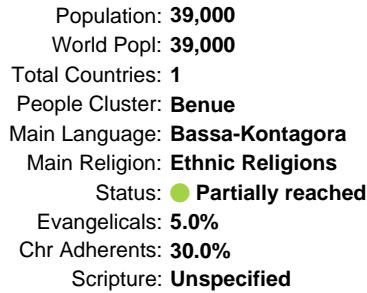 Population: 39,000
World Popl: 39,000
Total Countries: 1
People Cluster: Benue
Main Language: Bassa-Kontagora
Main Religion: Ethnic Religions
Status: Partially reached
Evangelicals: 5.0%
Chr Adherents: 30.0%
Scripture: Unspecified